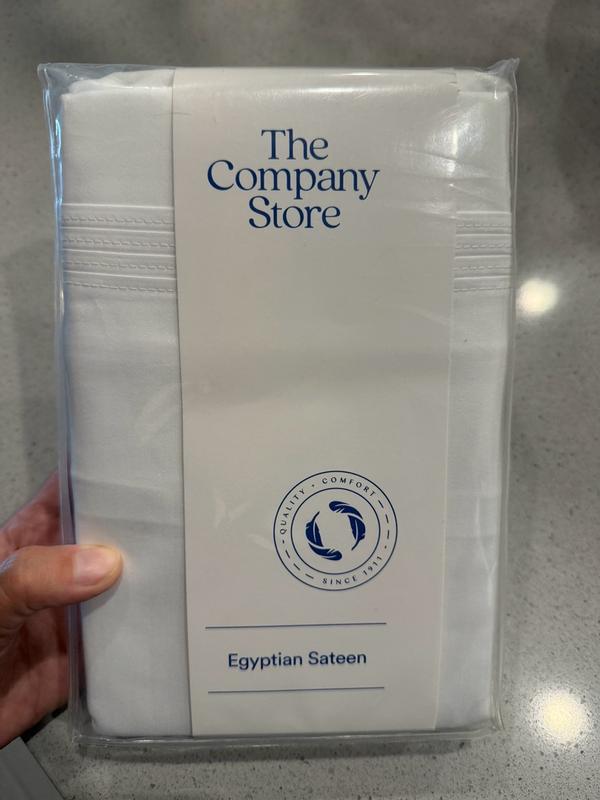 The
Company
Store
QUALITY • COMFORT
SINCE 1911
Egyptian Sateen